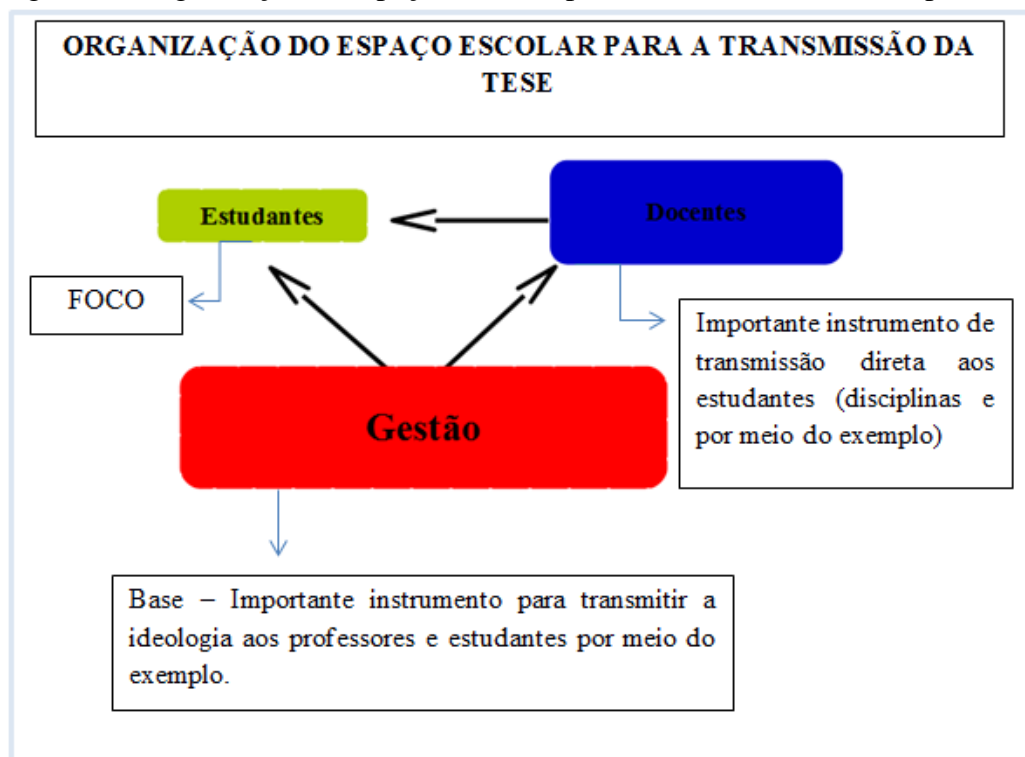 ORGANIZAÇÃO DO ESPAÇO ESCOLAR PARA A TRANSMISSÃO DA
TESE
Estudantes
Docentes
FOCO
Importante instrumento de
transmissão direta aos
estudantes (disciplinas e
por meio do exemplo)
Gestão
Base – Importante instrumento para transmitir a
ideologia aos professores e estudantes por meio do
exemplo.